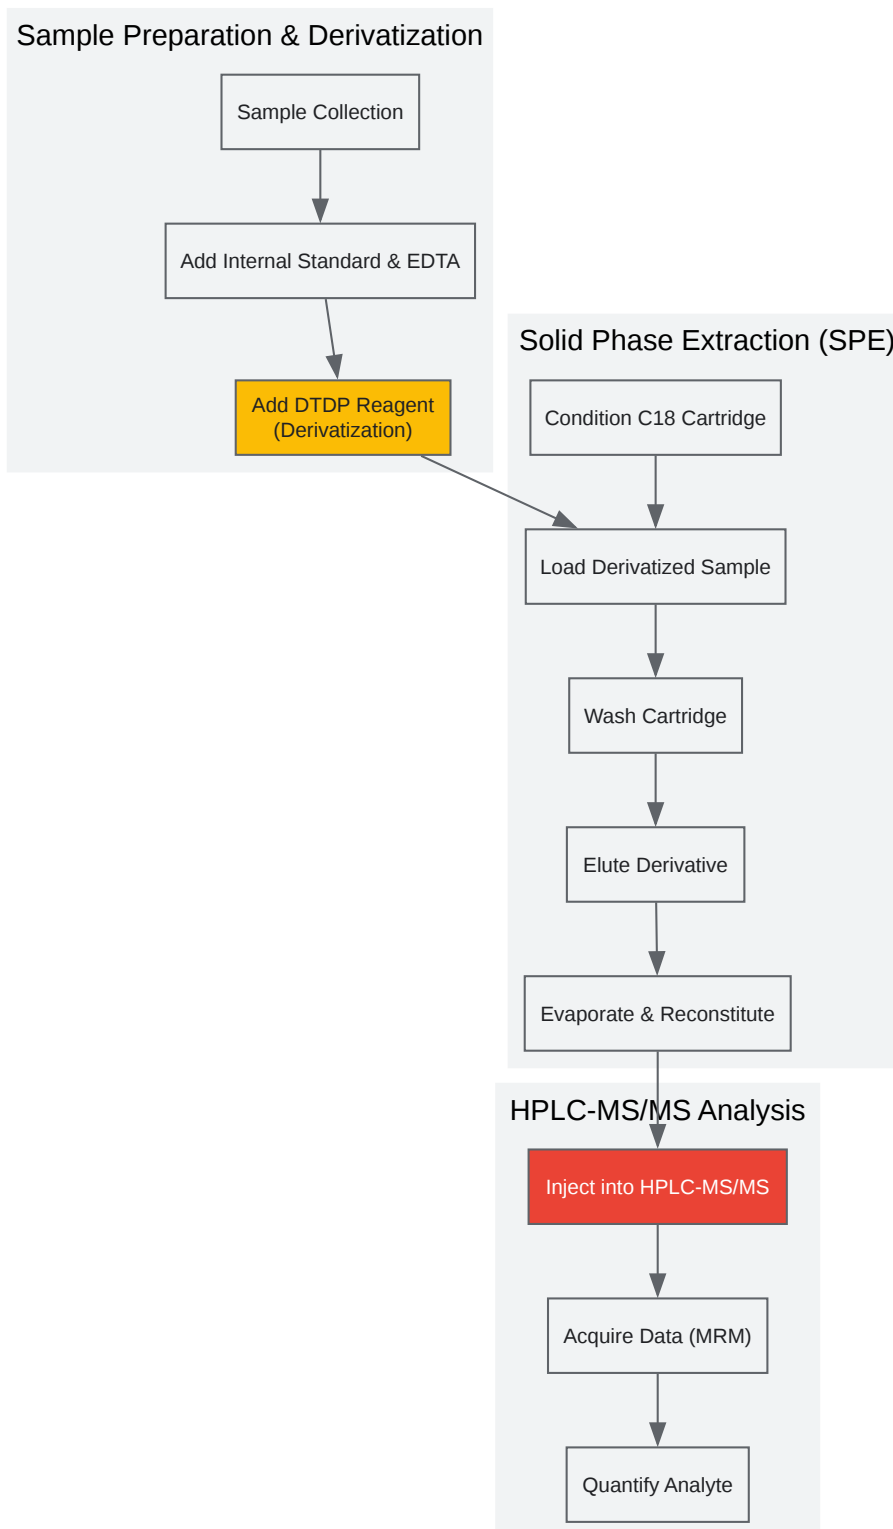 Sample Preparation & Derivatization
Sample Collection
Add Internal Standard & EDTA
Add DTDP Reagent
(Derivatization)
Solid Phase Extraction (SPE)
Condition C18 Cartridge
Load Derivatized Sample
Wash Cartridge
Elute Derivative
Evaporate & Reconstitute
HPLC-MS/MS Analysis
Inject into HPLC-MS/MS
Acquire Data (MRM)
Quantify Analyte